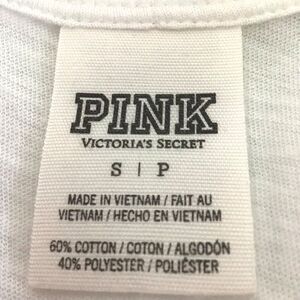 PINK
VICTORIA'S SECRET
S | P
MADE IN VIETNAM / FAIT AU
VIETNAM / HECHO EN VIETNAM
60% COTTON / COTON / ALGODÓN
40% POLYESTER / POLIÉSTER